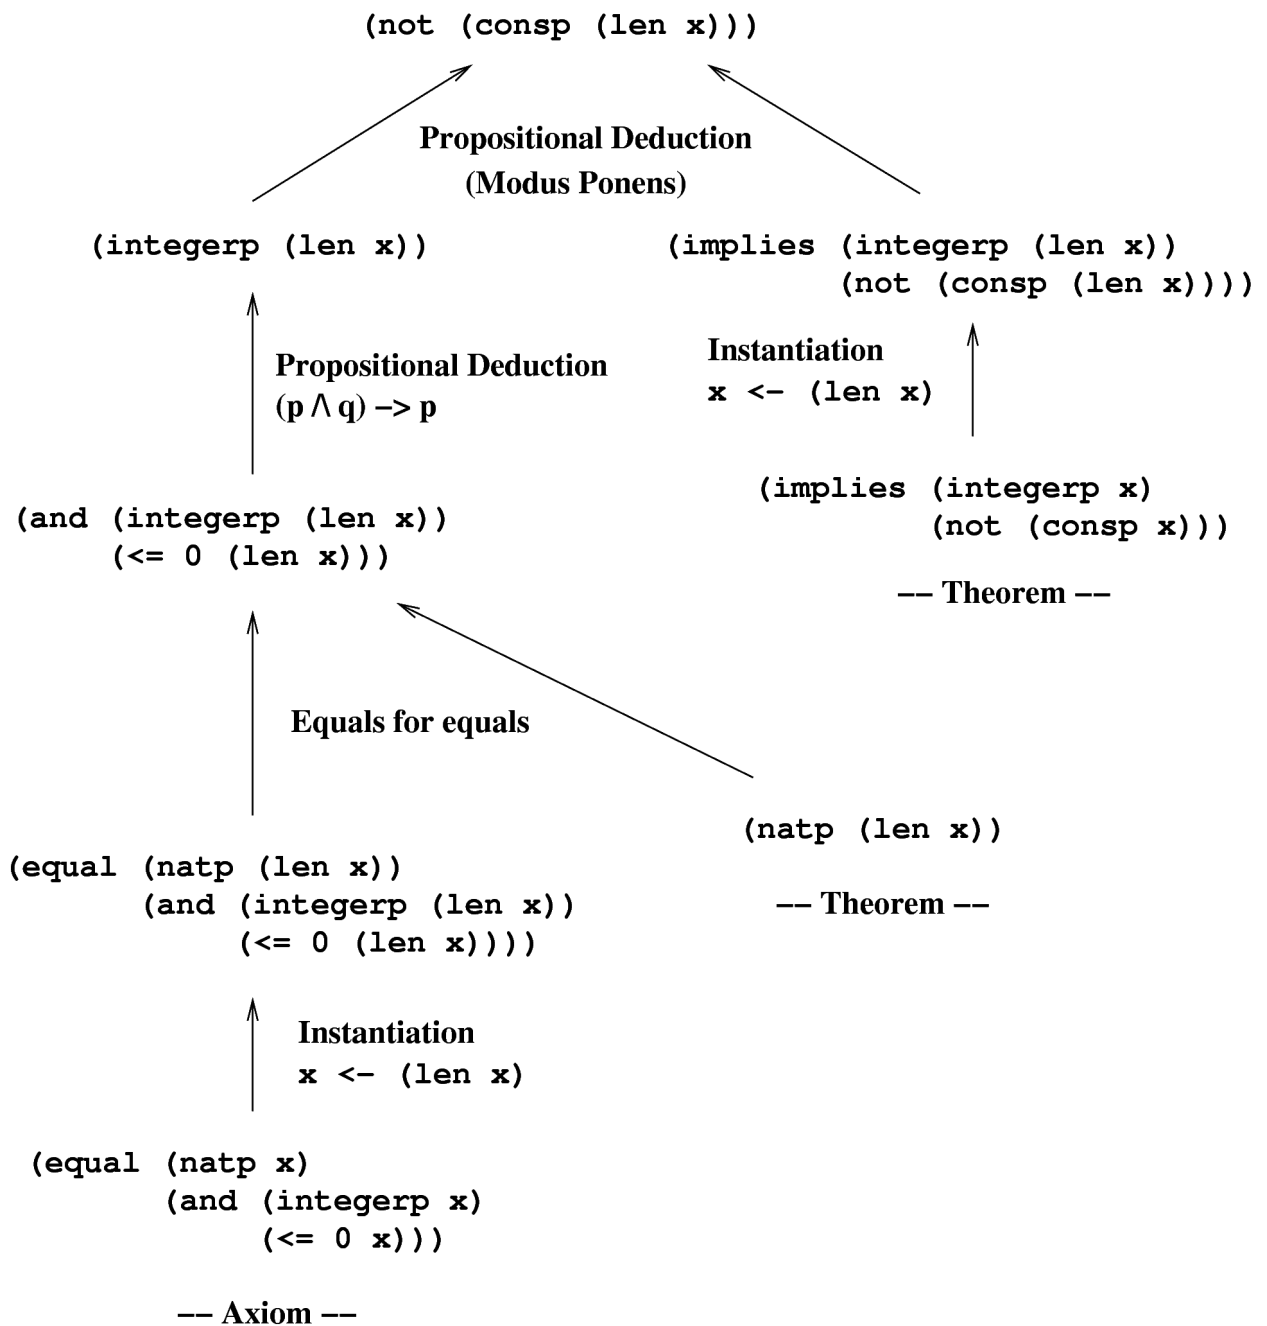 (not (consp (len x)))
Propositional Deduction
(Modus Ponens)
(integerp (len x))
(implies (integerp (len x))
(not (consp (len x))))
Propositional Deduction
(p /\ q) −> p
Instantiation
x <− (len x)
(and (integerp (len x))
(<= 0 (len x)))
(implies (integerp x)
(not (consp x)))
−− Theorem −−
Equals for equals
(natp (len x))
−− Theorem −−
(equal (natp (len x))
(and (integerp (len x))
(<= 0 (len x))))
Instantiation
x <− (len x)
(equal (natp x)
(and (integerp x)
(<= 0 x)))
−− Axiom −−